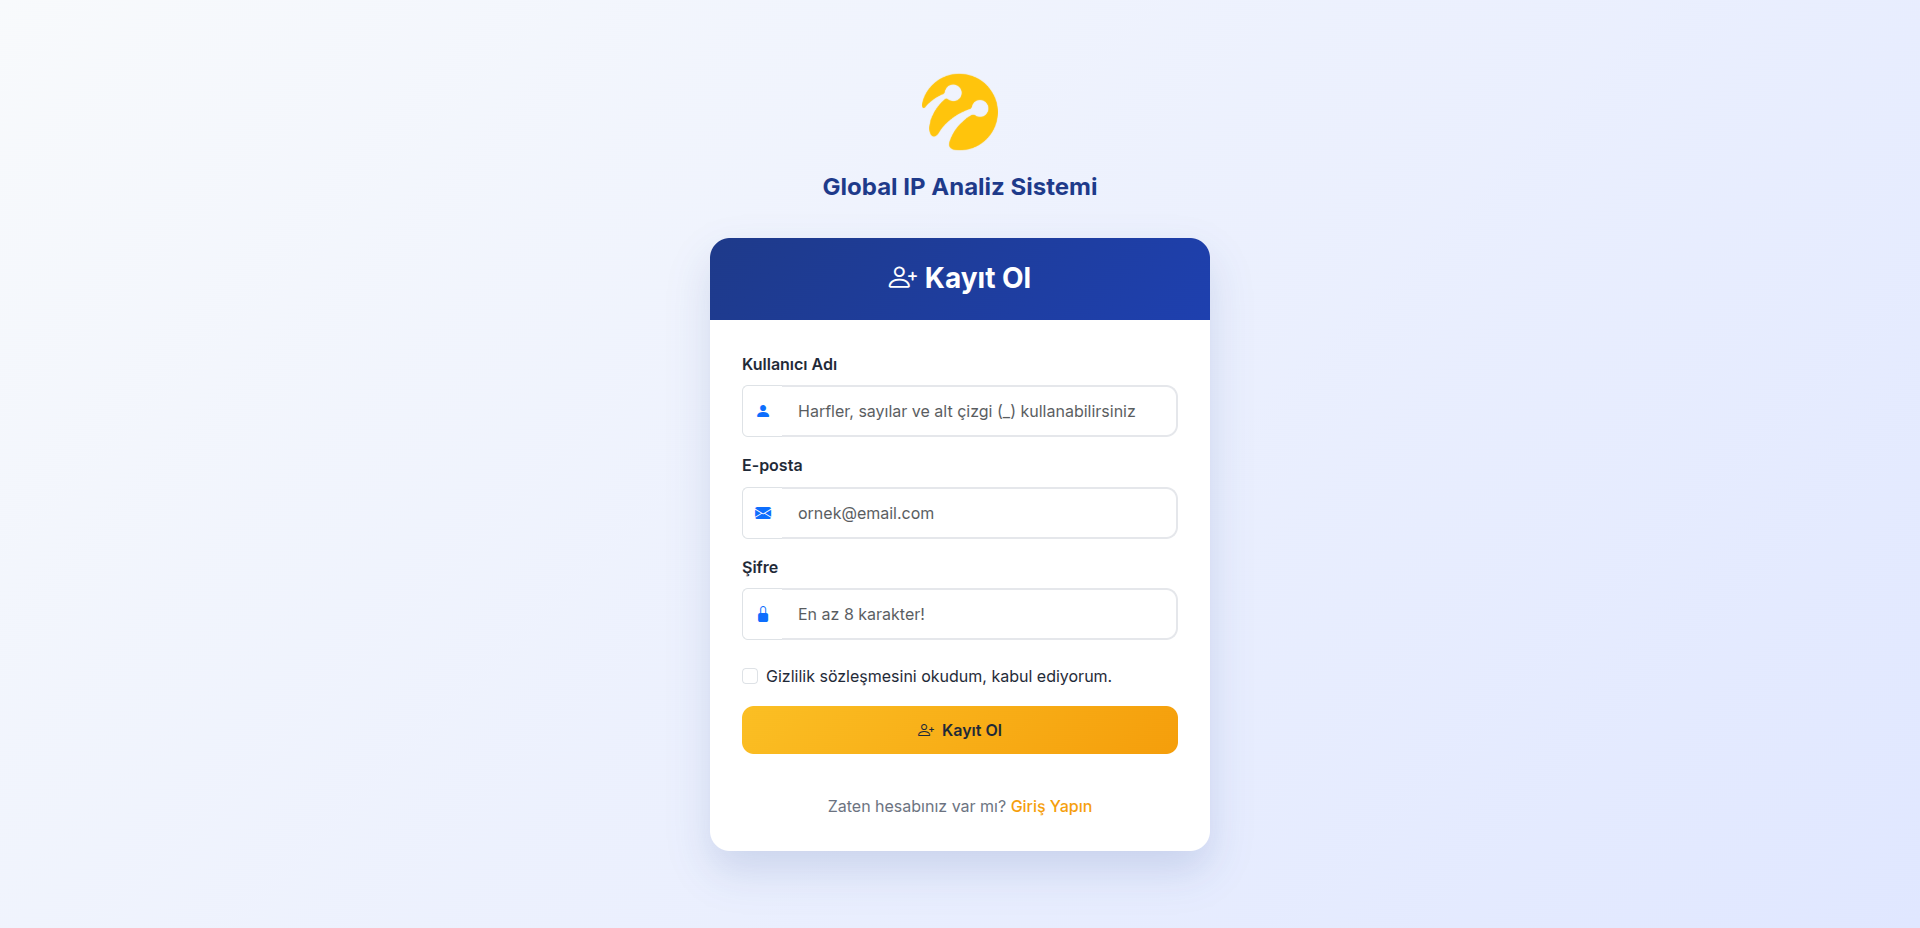 Global IP Analiz Sistemi
Kayıt Ol
Kullanıcı Adı
Harfler, sayılar ve alt çizgi (_) kullanabilirsiniz
E-posta
ornek@email.com
Şifre
En az 8 karakter!
Gizlilik sözleşmesini okudum, kabul ediyorum.
Kayıt Ol
Zaten hesabınız var mı? Giriş Yapın